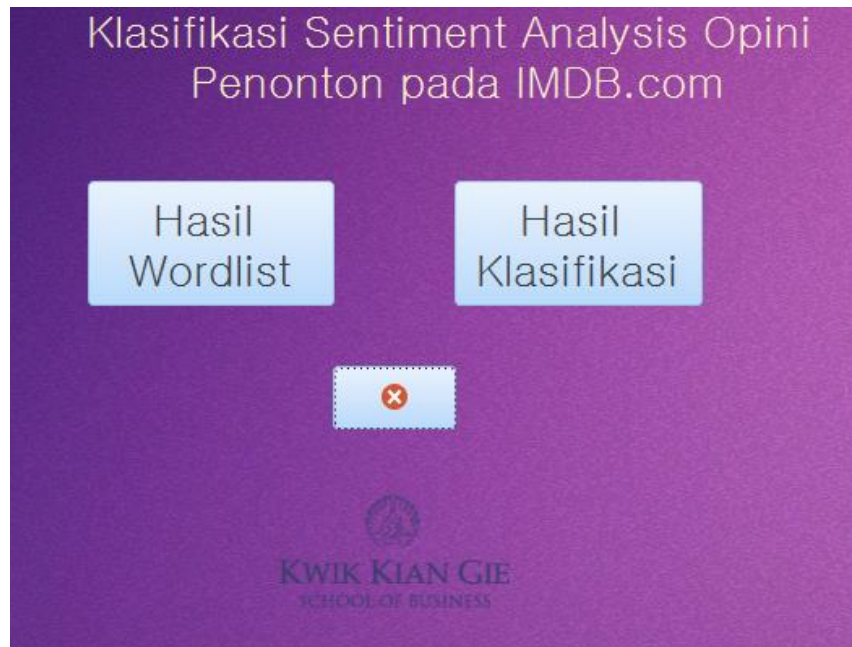 Klasifikasi Sentiment Analysis Opini
Penonton pada IMDB.com
Hasil
Wordlist
Hasil
Klasifikasi
KWIK KIAN GIE
SCHOOL OF BUSINESS